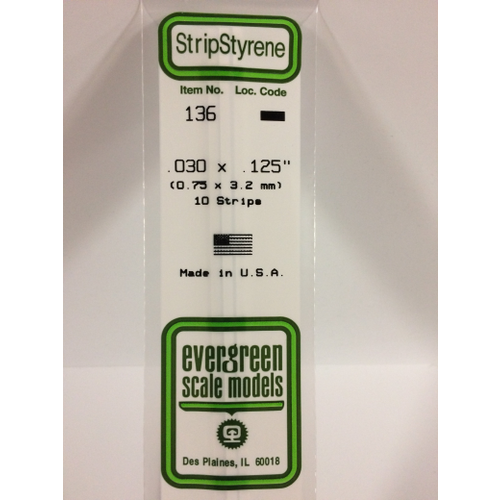 StripStyrene
Item No. Loc. Code
136
.030 x .125"
(0.75 x 3.2 mm)
10 Strips
Made in U.S.A.
evergreen
scale models
Des Plaines, IL 60018